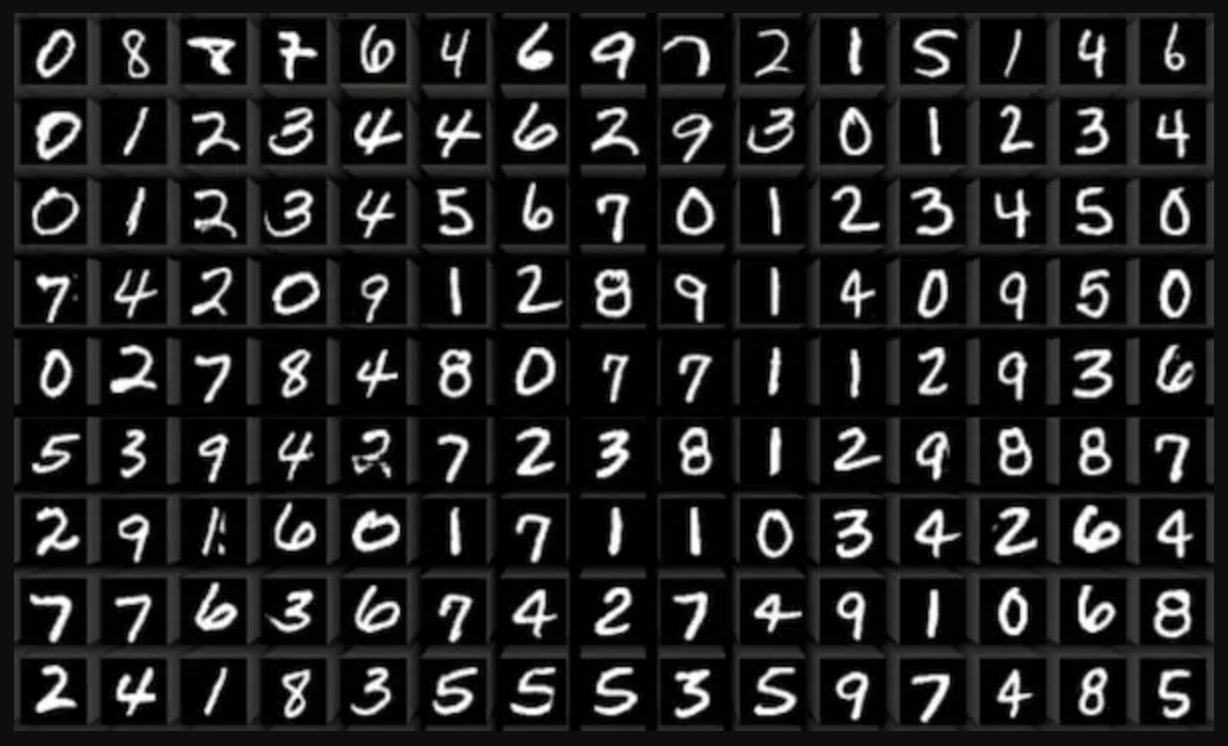 0 8 8 7 6 4 6 9 7 2 1 5 1 4 6
0 1 2 3 4 4 6 2 9 3 0 1 2 3 4
0 1 2 3 4 5 6 7 0 1 2 3 4 5 0
7 4 2 0 9 1 2 8 9 1 4 0 9 5 0
0 2 7 8 4 8 0 7 7 1 1 2 9 3 6
5 3 9 4 2 7 2 3 8 1 2 9 8 8 7
2 9 1 6 0 1 7 1 1 0 3 4 2 6 4
7 7 6 3 6 7 4 2 7 4 9 1 0 6 8
2 4 1 8 3 5 5 5 3 5 9 7 4 8 5